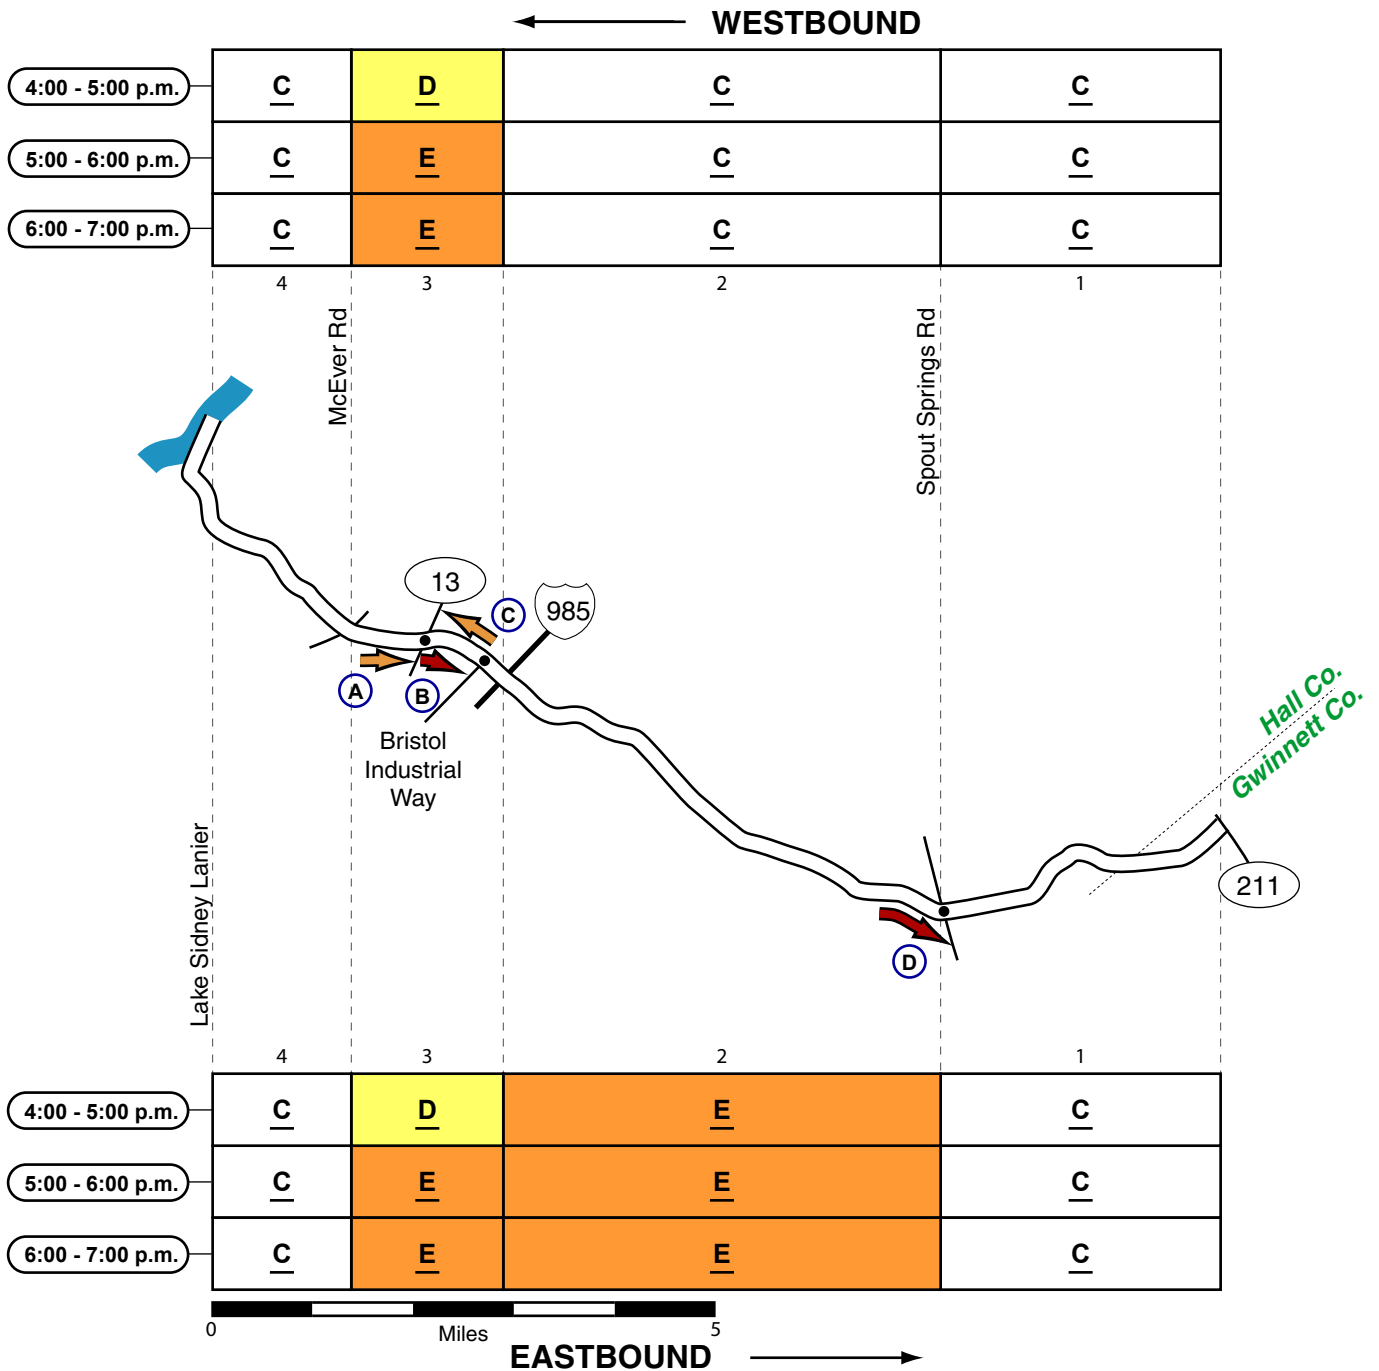 WESTBOUND
4:00 - 5:00 p.m. C D C C
5:00 - 6:00 p.m. C E C C
6:00 - 7:00 p.m. C E C C
4 3 2 1
McEver Rd
Spout Springs Rd
13
C
985
A
B
Bristol
Industrial
Way
Hall Co.
Gwinnett Co.
211
D
Lake Sidney Lanier
4 3 2 1
4:00 - 5:00 p.m. C D E C
5:00 - 6:00 p.m. C E E C
6:00 - 7:00 p.m. C E E C
0 Miles 5
EASTBOUND